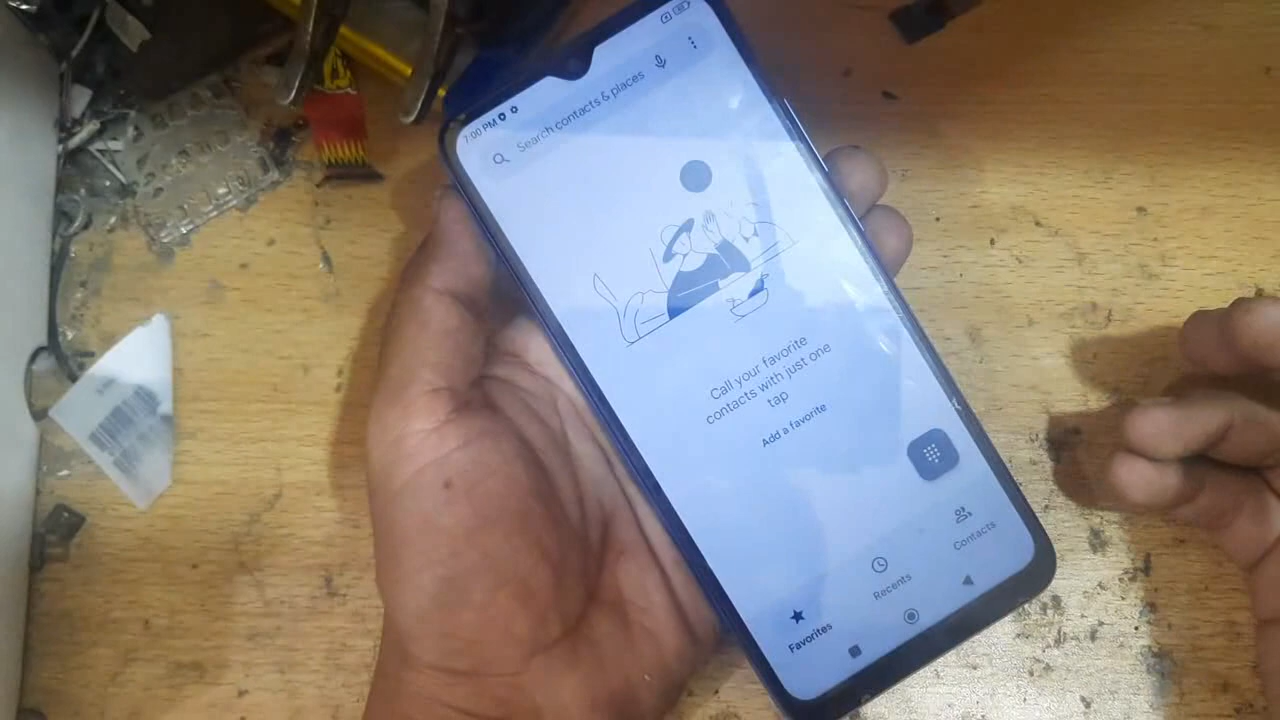 7:00 PM
Search contacts & places
Call your favorite
contacts with just one
tap
Add a favorite
Favorites
Recents
Contacts